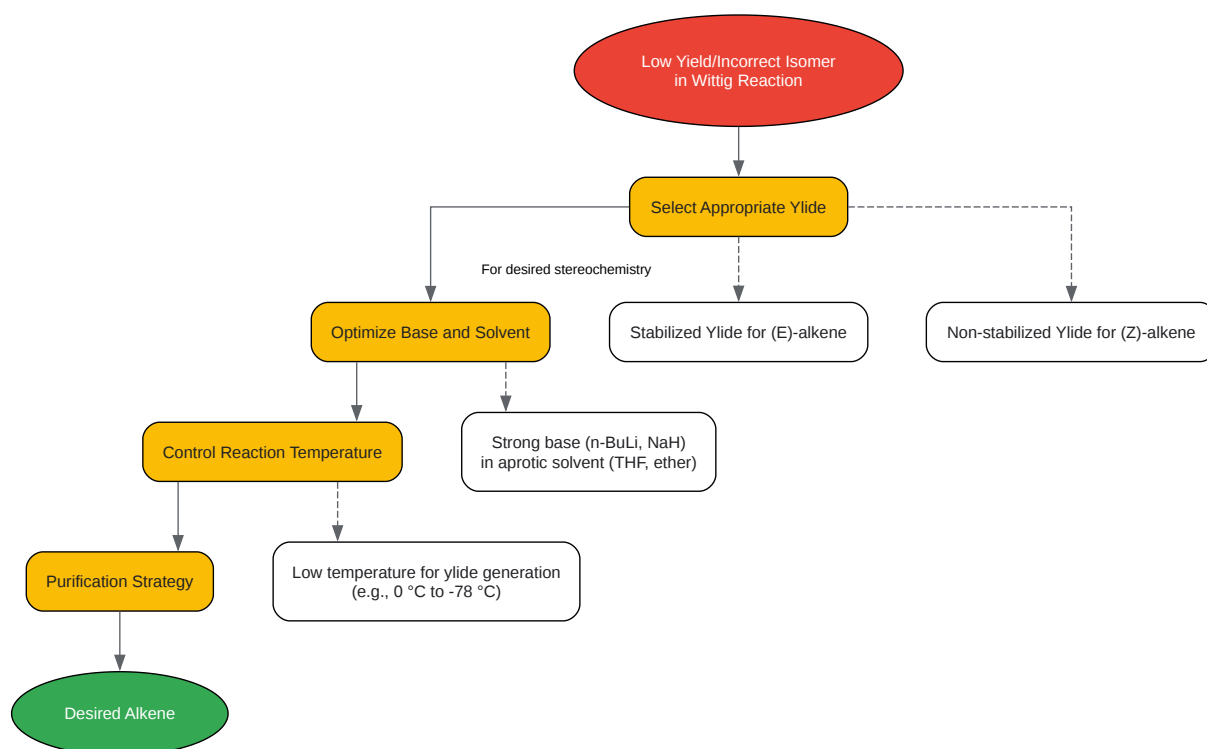 Low Yield/Incorrect Isomer
in Wittig Reaction
Select Appropriate Ylide
For desired stereochemistry
Optimize Base and Solvent
Stabilized Ylide for (E)-alkene
Non-stabilized Ylide for (Z)-alkene
Control Reaction Temperature
Strong base (n-BuLi, NaH)
in aprotic solvent (THF, ether)
Purification Strategy
Low temperature for ylide generation
(e.g., 0 °C to -78 °C)
Desired Alkene